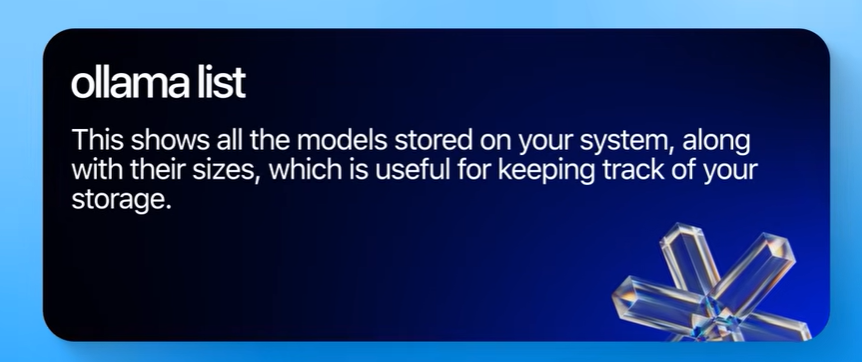 ollama list
This shows all the models stored on your system, along
with their sizes, which is useful for keeping track of your
storage.